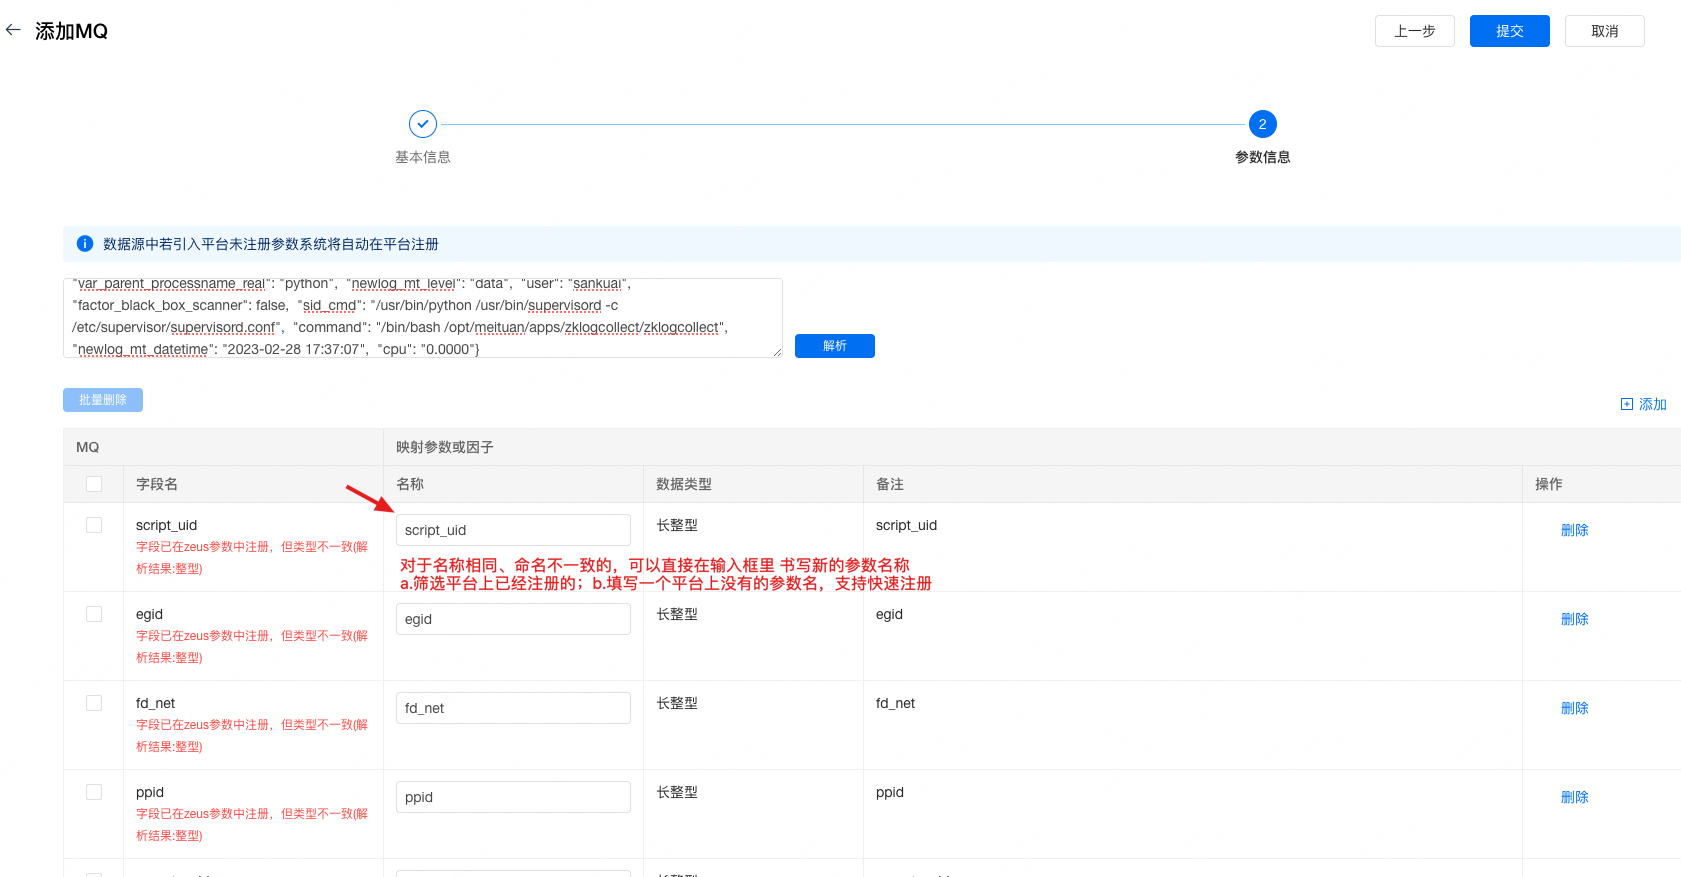 添加MQ
上一步
提交
取消
2
基本信息
参数信息
数据源中若引入平台未注册参数系统将自动在平台注册
"var_parent_processname_real": "python", "newlog_mt_level": "data", "user": "sankuai",
"factor_black_box_scanner": false, "sid_cmd": "/usr/bin/python /usr/bin/supervisord -c
/etc/supervisor/supervisord.conf", "command": "/bin/bash /opt/meituan/apps/zklogcollect/zklogcollect",
"newlog_mt_datetime": "2023-02-28 17:37:07", "cpu": "0.0000"}
解析
批量删除
添加
MQ
映射参数或因子
字段名
名称
数据类型
备注
操作
script_uid
字段已在zeus参数中注册，但类型不一致(解
析结果:整型)
script_uid
长整型
script_uid
删除
对于名称相同、命名不一致的，可以直接在输入框里 书写新的参数名称
a.筛选平台上已经注册的；b.填写一个平台上没有的参数名，支持快速注册
egid
字段已在zeus参数中注册，但类型不一致(解
析结果:整型)
egid
长整型
egid
删除
fd_net
字段已在zeus参数中注册，但类型不一致(解
析结果:整型)
fd_net
长整型
fd_net
删除
ppid
字段已在zeus参数中注册，但类型不一致(解
析结果:整型)
ppid
长整型
ppid
删除